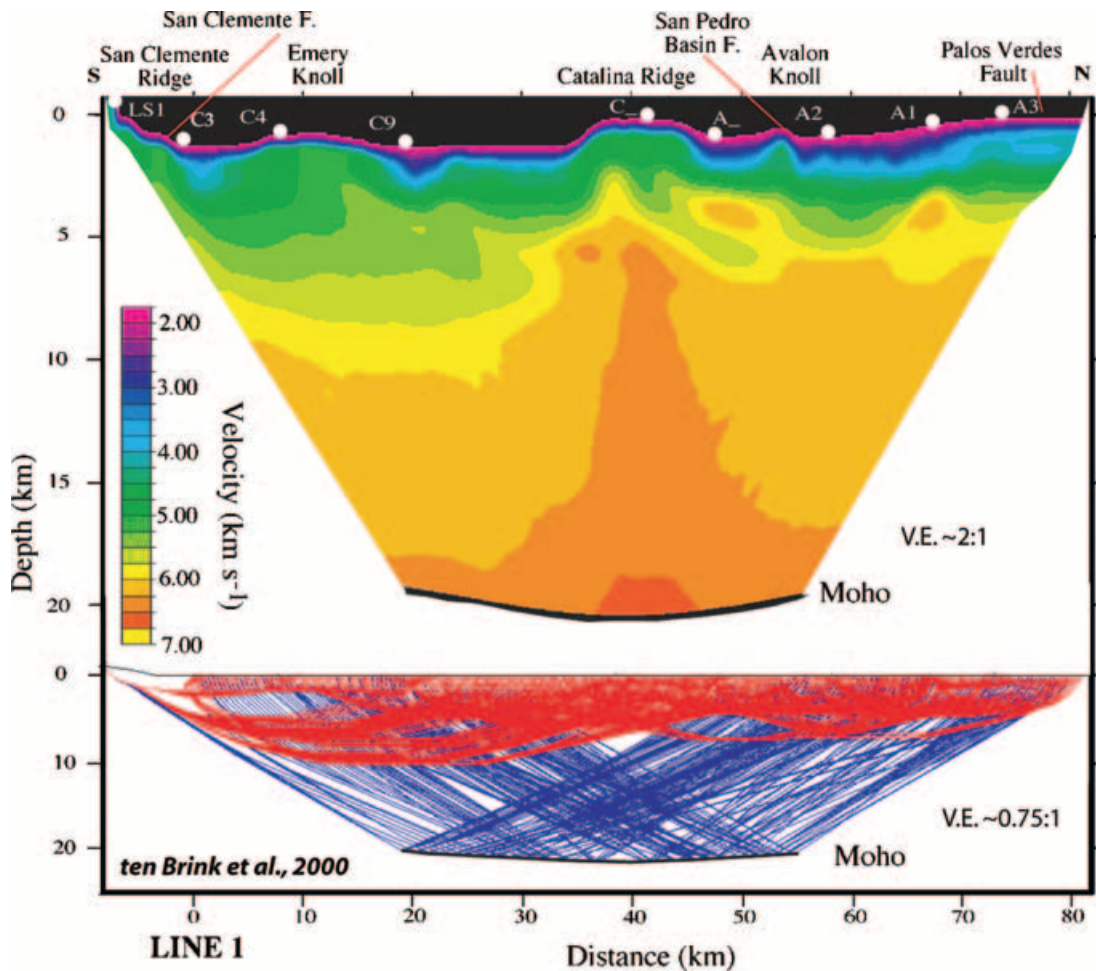 San Clemente F.
San Pedro
Basin F.
San Clemente
Ridge
Emery
Knoll
Catalina Ridge
Avalon
Knoll
Palos Verdes
Fault
S
N
LS1
C3
C4
C9
C_
A_
A2
A1
A3
0
5
10
15
20
Depth (km)
2.00
3.00
4.00
5.00
6.00
7.00
Velocity (km s⁻¹)
V.E. ~2:1
Moho
0
10
20
V.E. ~0.75:1
Moho
ten Brink et al., 2000
0 10 20 30 40 50 60 70 80
LINE 1
Distance (km)